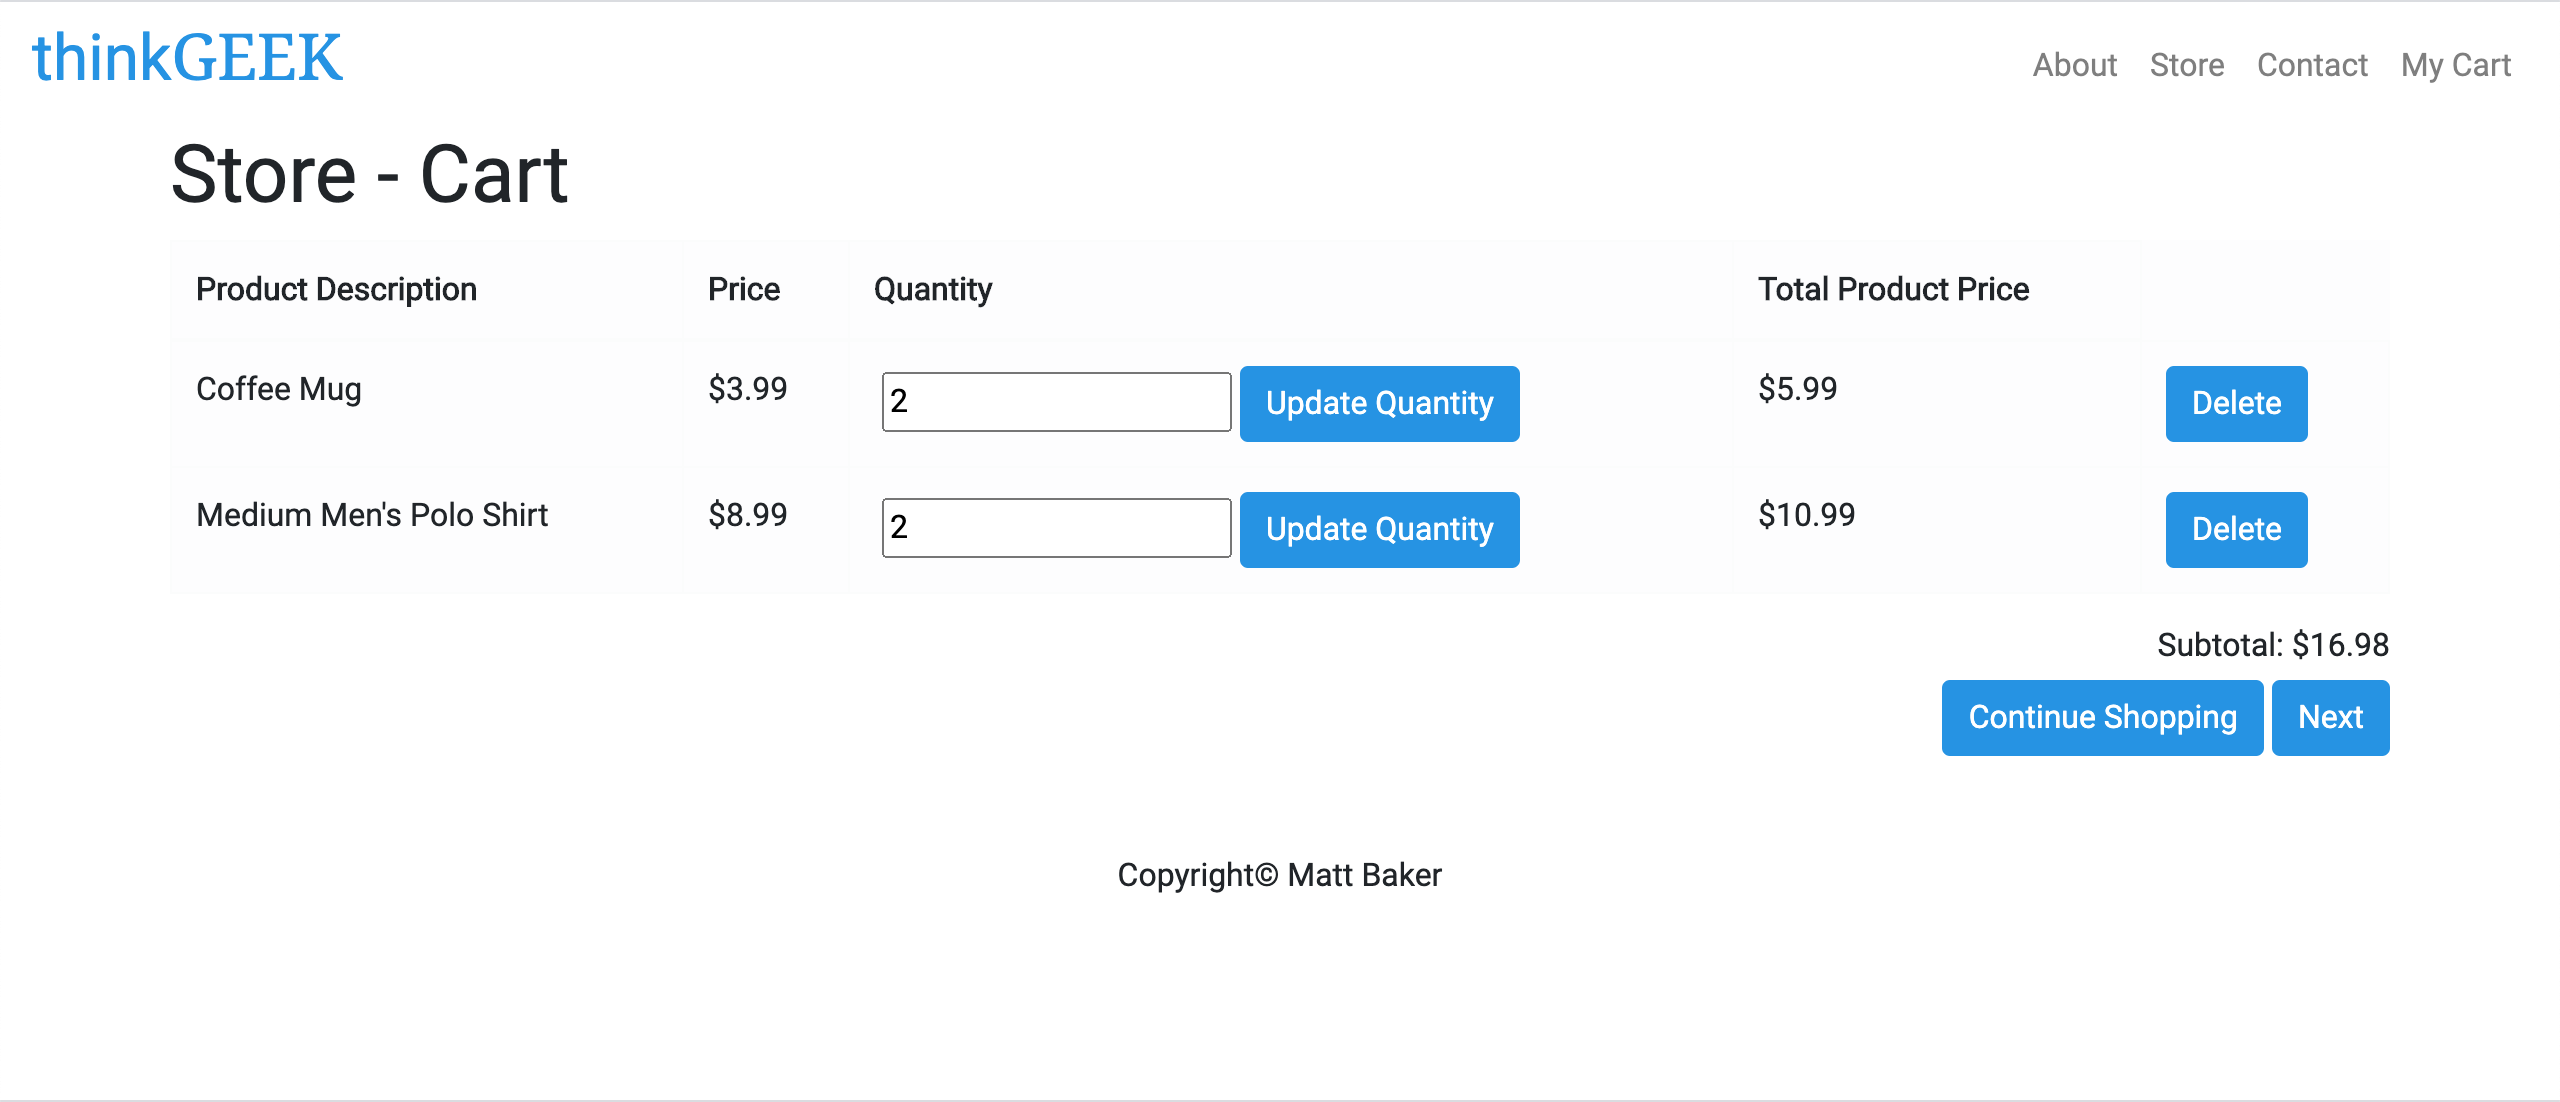 thinkGEEK
About Store Contact My Cart
Store - Cart
Product Description Price Quantity Total Product Price
Coffee Mug $3.99 2 Update Quantity $5.99 Delete
Medium Men's Polo Shirt $8.99 2 Update Quantity $10.99 Delete
Subtotal: $16.98
Continue Shopping Next
Copyright© Matt Baker